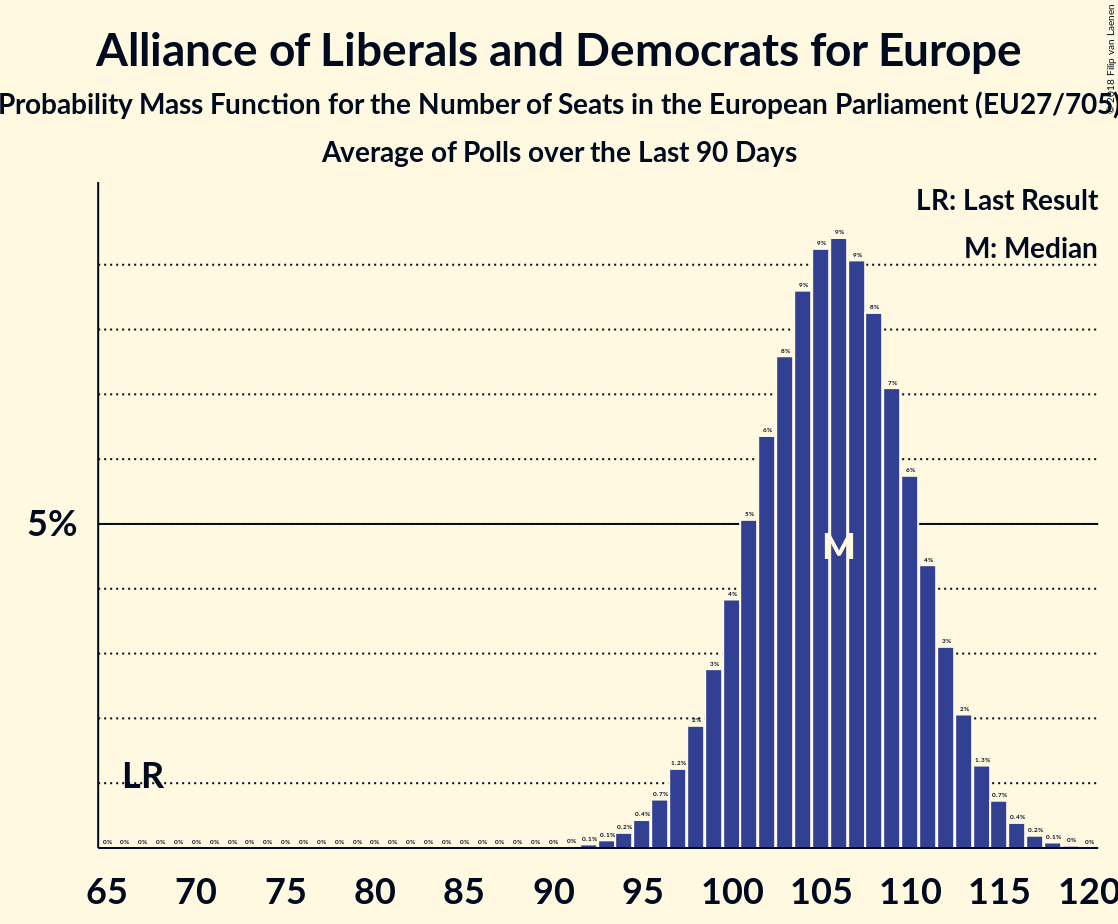 Alliance of Liberals and Democrats for Europe
Probability Mass Function for the Number of Seats in the European Parliament (EU27/705)
Average of Polls over the Last 90 Days
© 2018 Filip van Laenen
LR: Last Result
M: Median
5%
LR
M
0% 0% 0% 0% 0% 0% 0% 0% 0% 0% 0% 0% 0% 0% 0% 0% 0% 0% 0% 0% 0% 0% 0% 0% 0% 0% 0% 0.1% 0.1% 0.2% 0.4% 0.7% 1.2% 2% 3% 4% 5% 6% 8% 9% 9% 9% 9% 8% 7% 6% 4% 3% 2% 1.3% 0.7% 0.4% 0.2% 0.1% 0% 0%
65 70 75 80 85 90 95 100 105 110 115 120